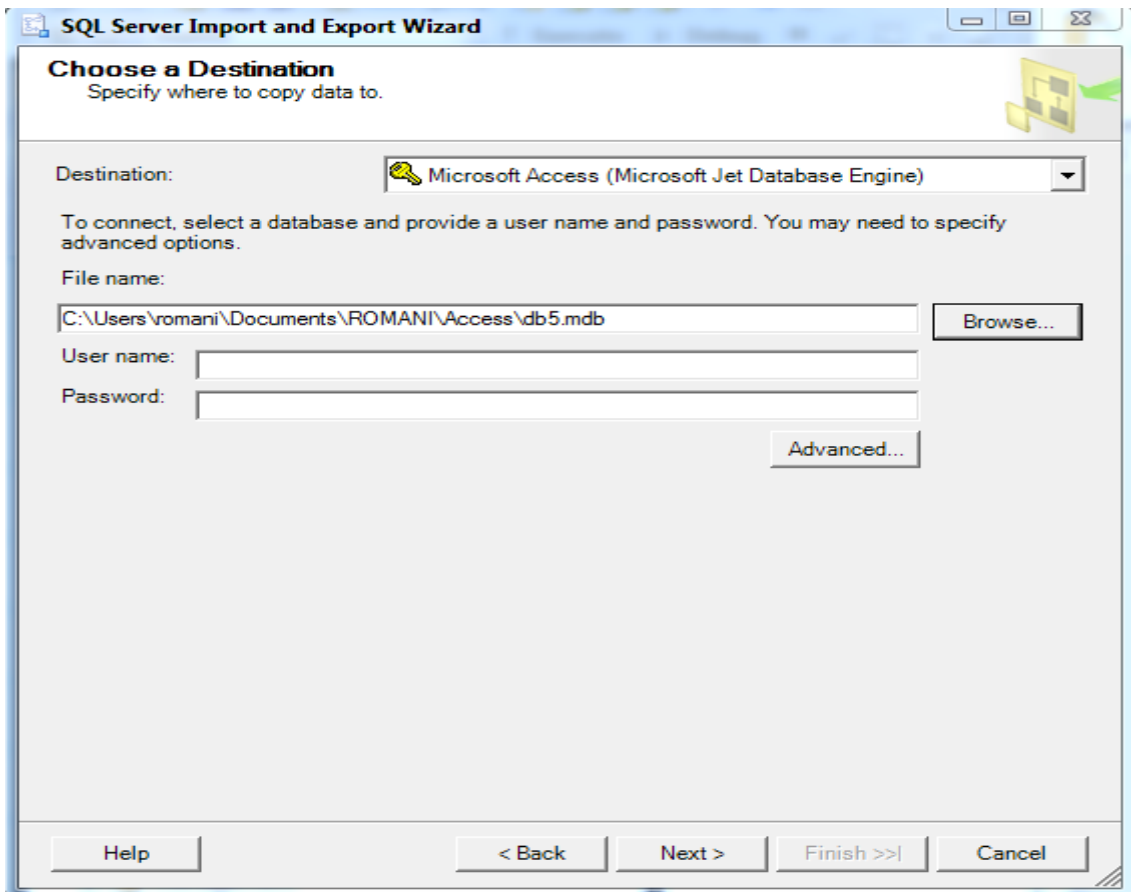 SQL Server Import and Export Wizard
Choose a Destination
Specify where to copy data to.
Destination:
Microsoft Access (Microsoft Jet Database Engine)
To connect, select a database and provide a user name and password. You may need to specify
advanced options.
File name:
C:\Users\romani\Documents\ROMANI\Access\db5.mdb
Browse...
User name:
Password:
Advanced...
Help
< Back
Next >
Finish >>|
Cancel